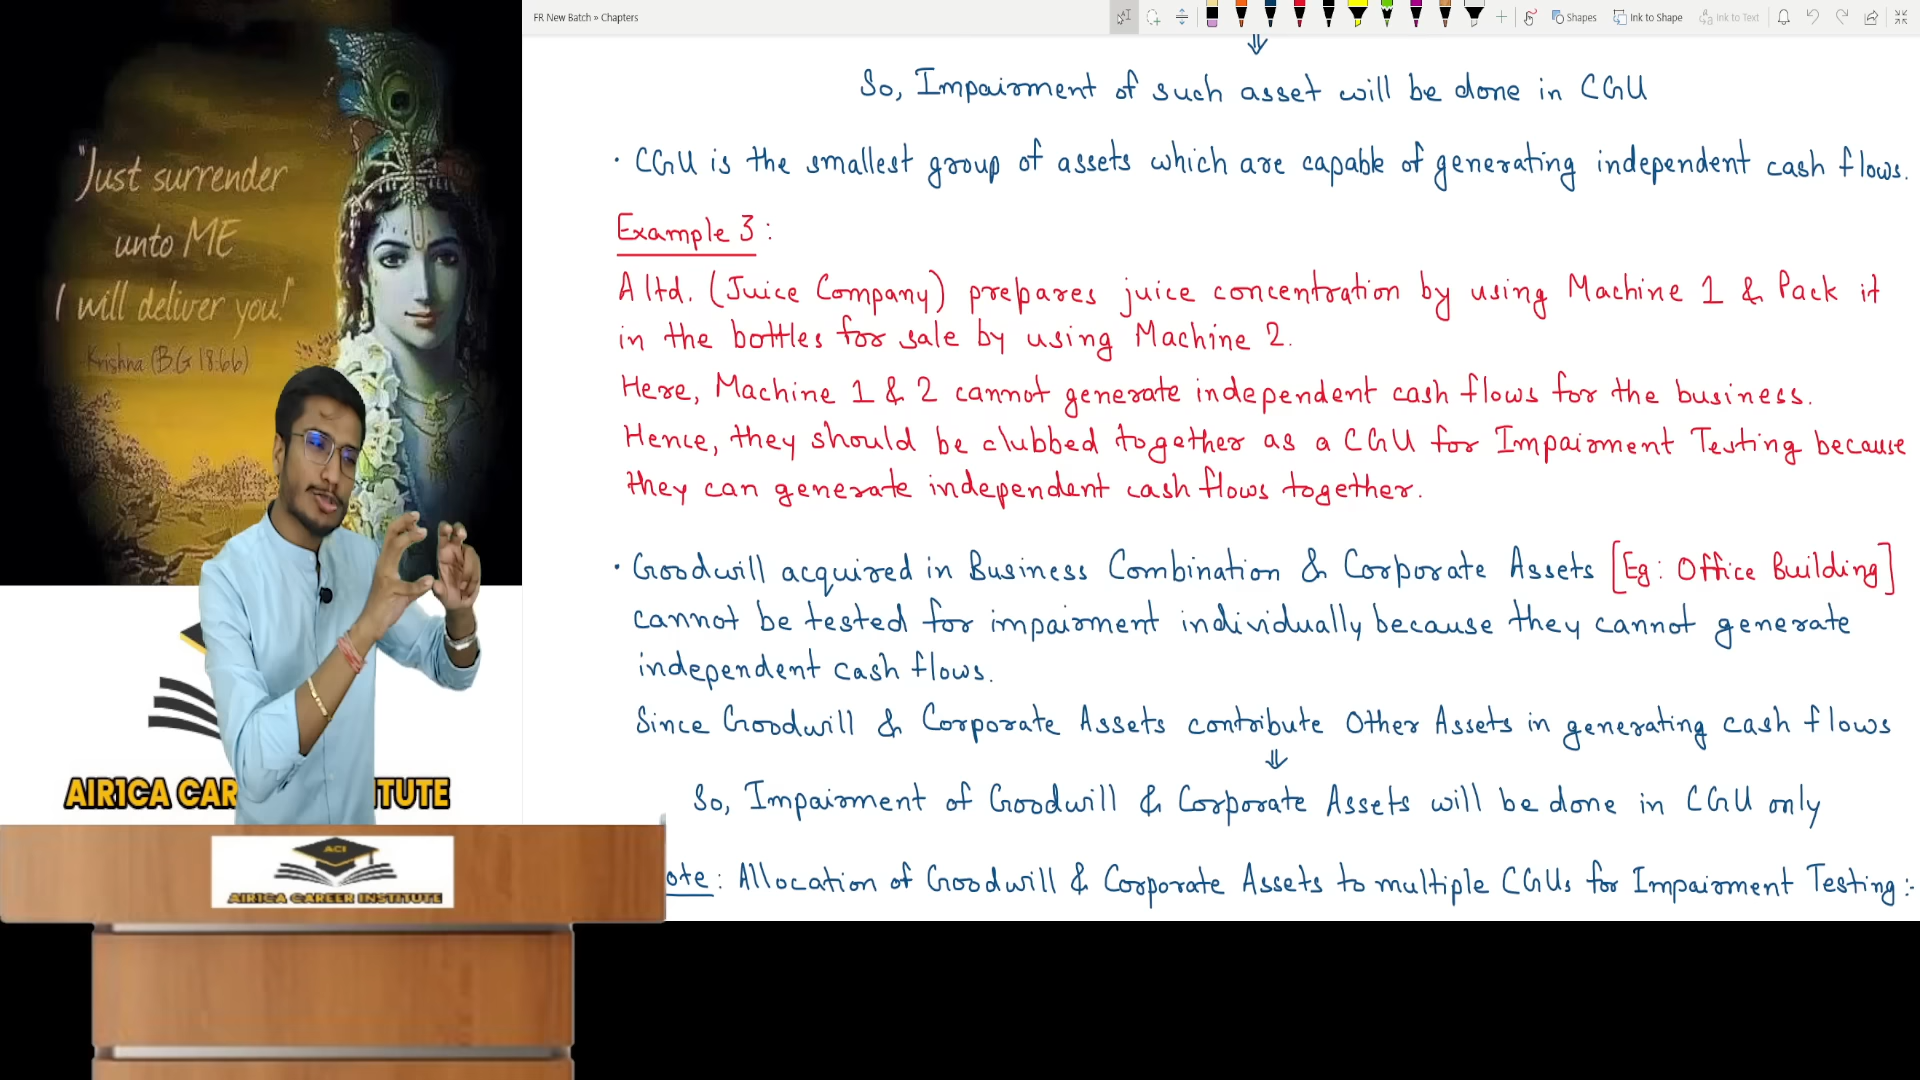 FR New Batch » Chapters
Shapes
Ink to Shape
Ink to Text
"Just surrender
unto ME
I will deliver you!"
-Krishna (B.G 18:66)
So, Impairment of such asset will be done in CGU
· CGU is the smallest group of assets which are capable of generating independent cash flows.
Example 3 :
A ltd. (Juice Company) prepares juice concentration by using Machine 1 & Pack it
in the bottles for sale by using Machine 2.
Here, Machine 1 & 2 cannot generate independent cash flows for the business.
Hence, they should be clubbed together as a CGU for Impairment Testing because
they can generate independent cash flows together.
· Goodwill acquired in Business Combination & Corporate Assets [Eg: Office Building]
cannot be tested for impairment individually because they cannot generate
independent cash flows.
Since Goodwill & Corporate Assets contribute Other Assets in generating cash flows
⇓
So, Impairment of Goodwill & Corporate Assets will be done in CGU only
ote : Allocation of Goodwill & Corporate Assets to multiple CGUs for Impairment Testing :-
AIR1CA CAR TUTE
ACI
AIR1CA CAREER INSTITUTE